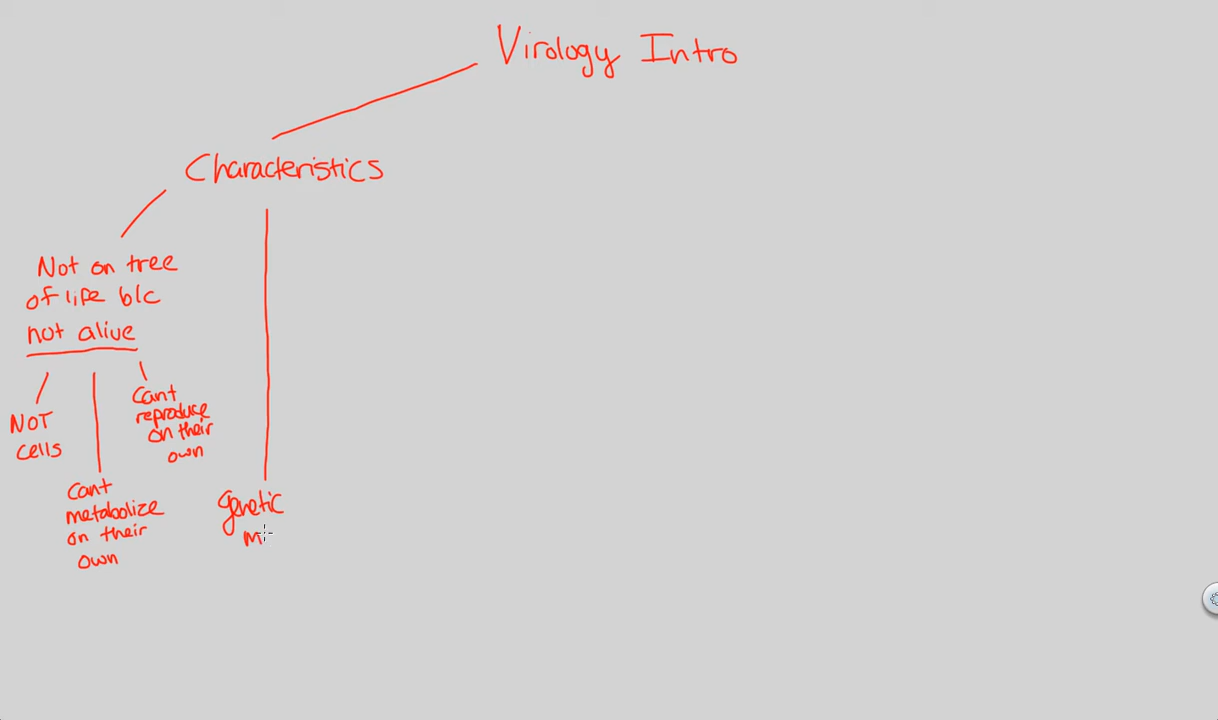 Virology Intro
Characteristics
Not on tree
of life b/c
not alive
NOT
cells
Cant
metabolize
on their
own
Cant
reproduce
on their
own
Genetic
m